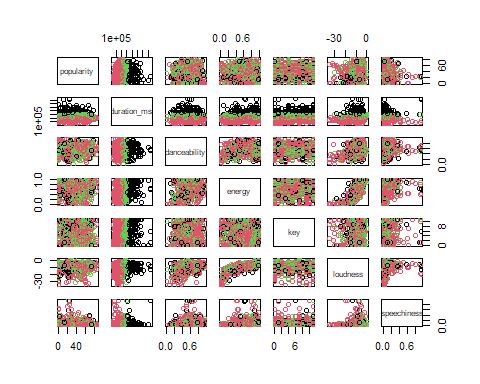 1e+05 0.0 0.6 -30 0
popularity 0 60
1e+05 duration_ms
danceability 0.0
0.0 1.0 energy
key 0 8
-30 0 loudness
speechiness 0.0
0 40 0.0 0.6 0 6 0.0 0.6